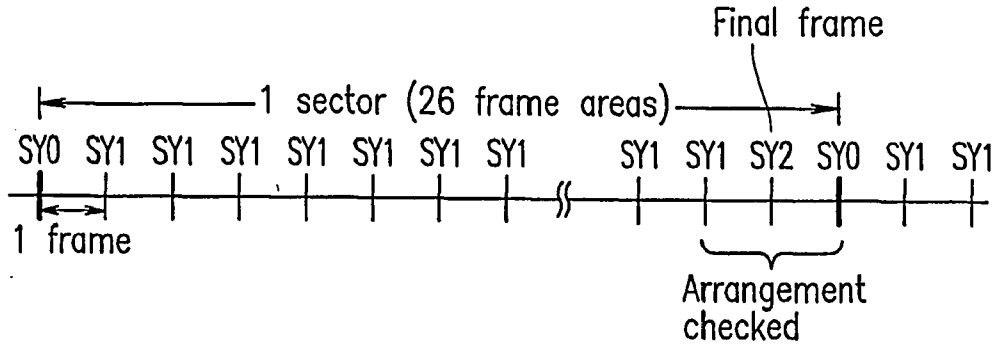 Final frame
1 sector (26 frame areas)
SY0 SY1 SY1 SY1 SY1 SY1 SY1 SY1 SY1 SY1 SY2 SY0 SY1 SY1
1 frame
Arrangement
checked